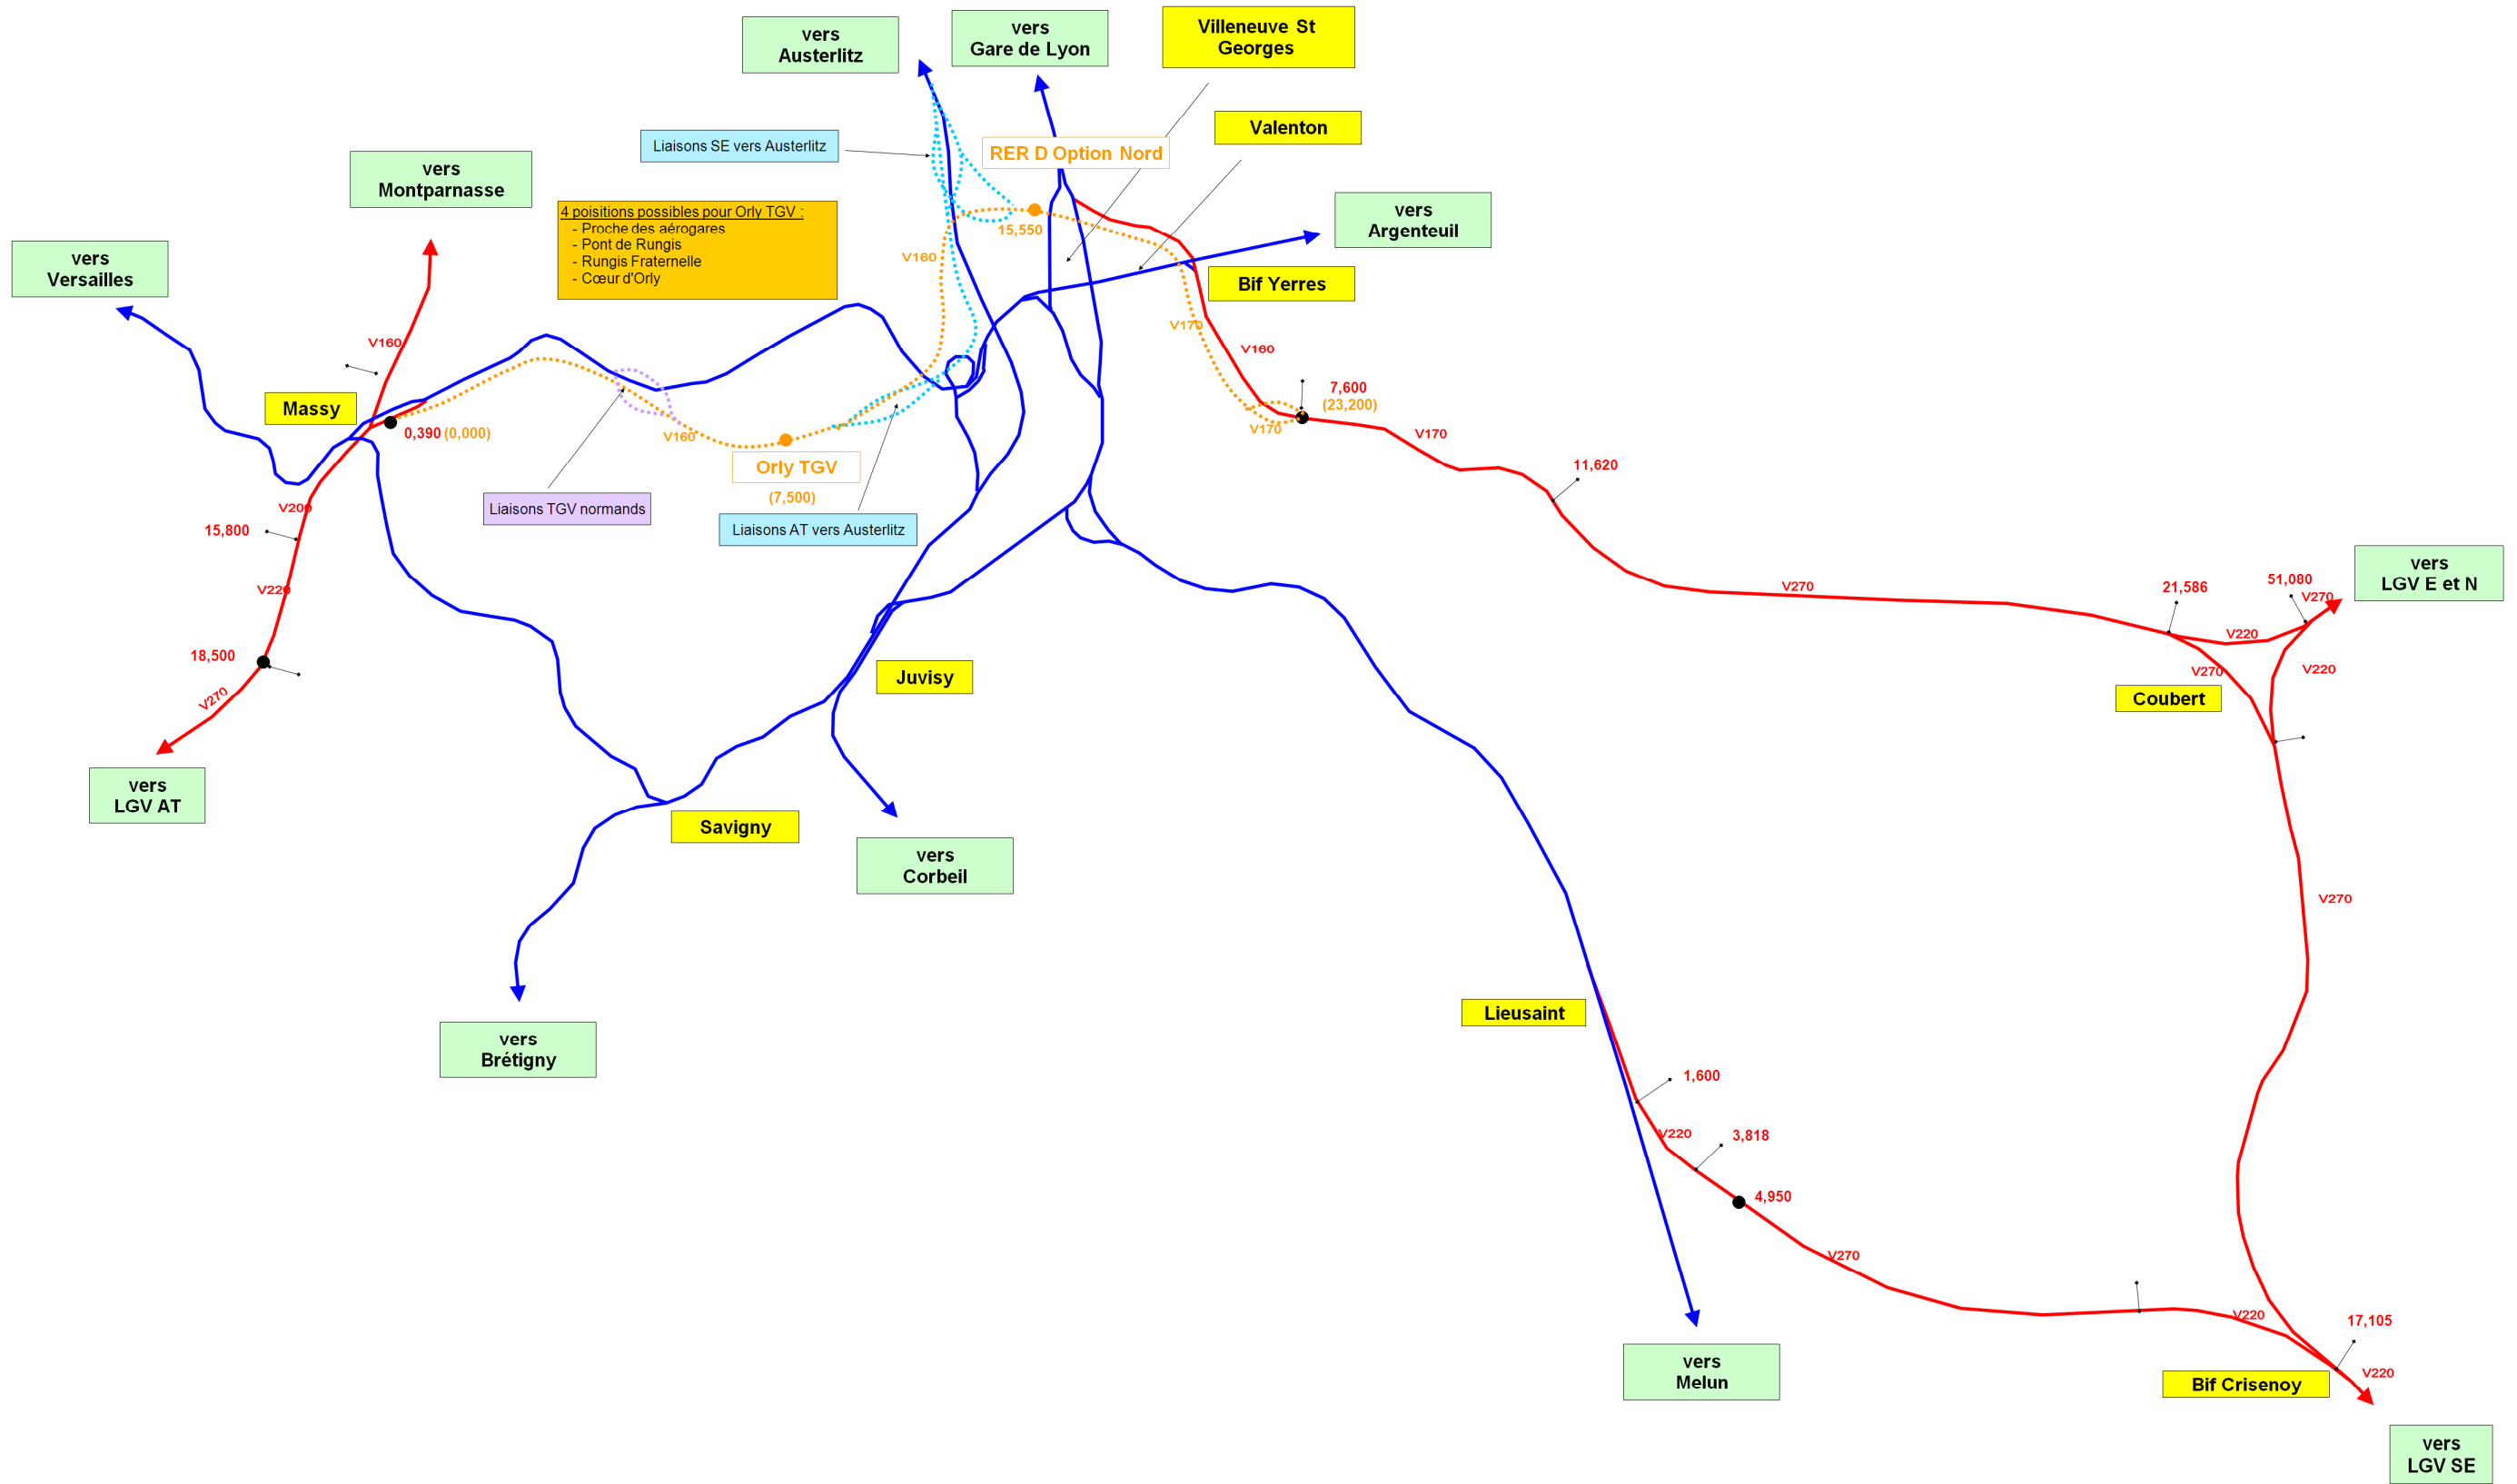 vers
Austerlitz
vers
Gare de Lyon
Villeneuve St
Georges
Valenton
Liaisons SE vers Austerlitz
RER D Option Nord
vers
Montparnasse
vers
Argenteuil
4 poisitions possibles pour Orly TGV :
- Proche des aérogares
- Pont de Rungis
- Rungis Fraternelle
- Cœur d'Orly
15,550
vers
Versailles
V160
Bif Yerres
V170
V160
V160
Massy
7,600
(23,200)
0,390 (0,000)
V160
V170
V170
Orly TGV
(7,500)
11,620
V200
Liaisons TGV normands
15,800
Liaisons AT vers Austerlitz
vers
LGV E et N
V220
V270
21,586
51,080
V270
V220
18,500
V270
V220
V270
Juvisy
Coubert
vers
LGV AT
Savigny
vers
Corbeil
V270
Lieusaint
vers
Brétigny
1,600
V220
3,818
4,950
V270
V220
17,105
vers
Melun
Bif Crisenoy
V220
vers
LGV SE